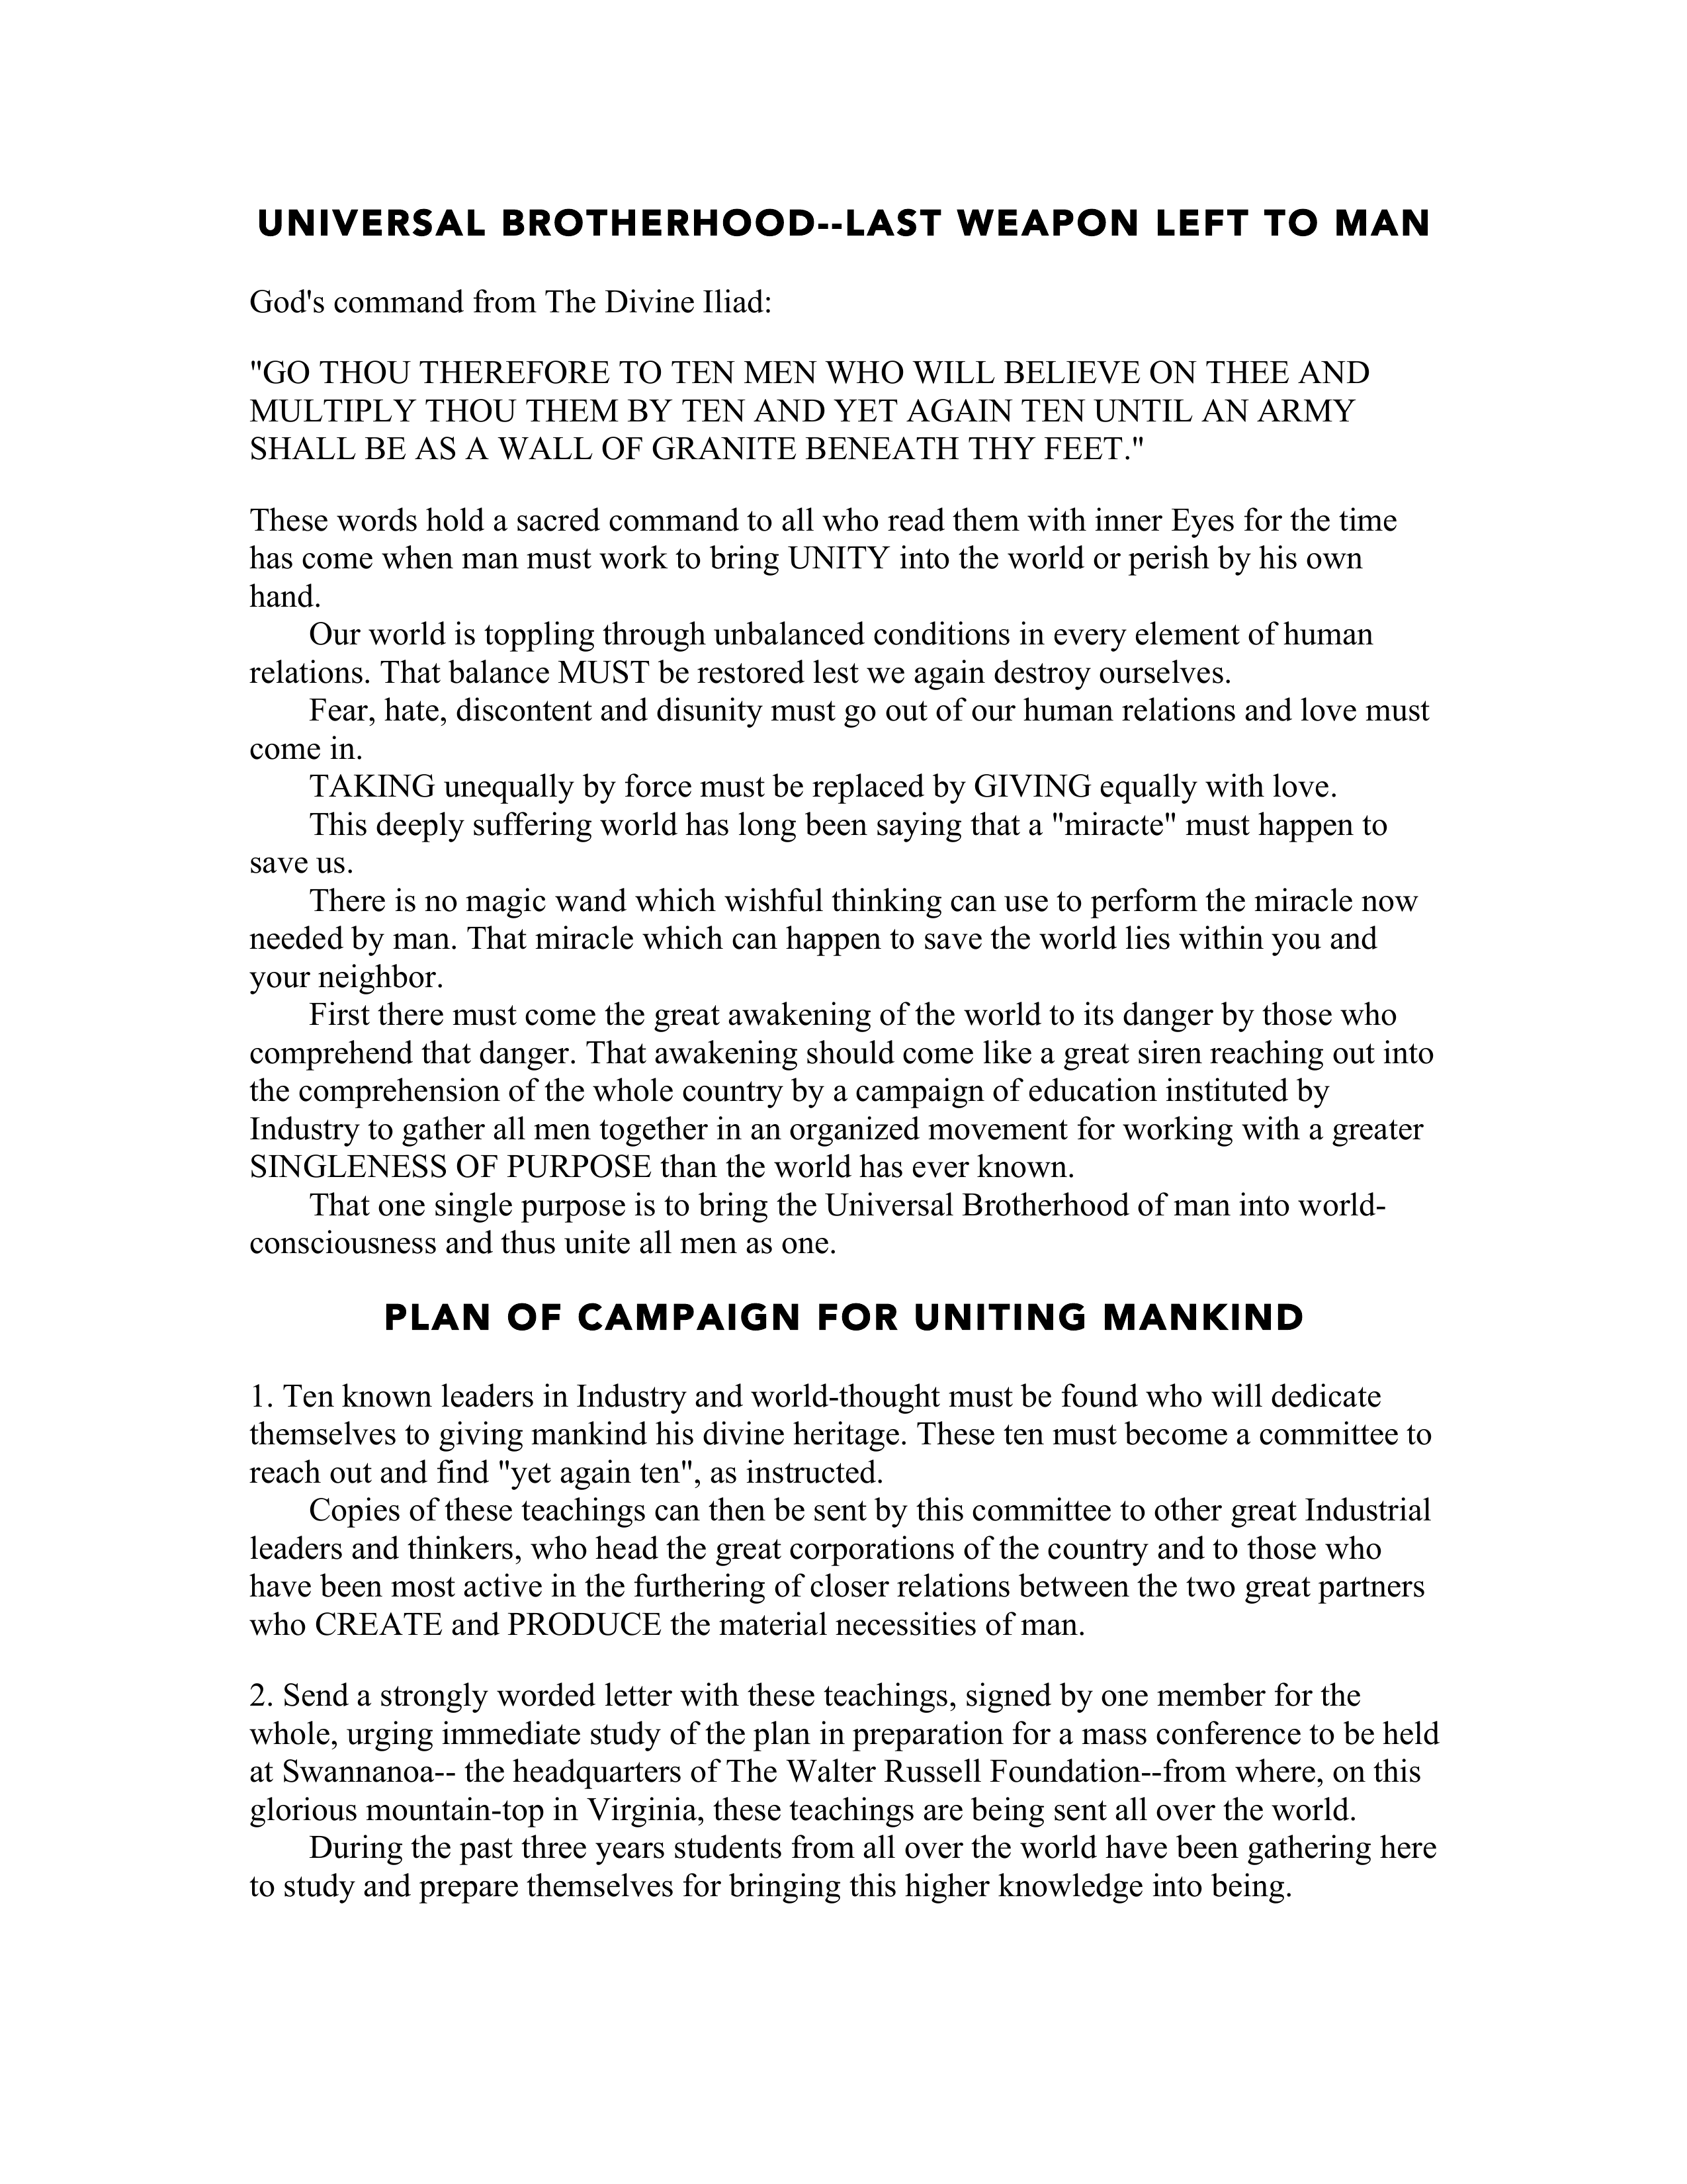 UNIVERSAL BROTHERHOOD--LAST WEAPON LEFT TO MAN
God's command from The Divine Iliad:
"GO THOU THEREFORE TO TEN MEN WHO WILL BELIEVE ON THEE AND
MULTIPLY THOU THEM BY TEN AND YET AGAIN TEN UNTIL AN ARMY
SHALL BE AS A WALL OF GRANITE BENEATH THY FEET."
These words hold a sacred command to all who read them with inner Eyes for the time
has come when man must work to bring UNITY into the world or perish by his own
hand.
Our world is toppling through unbalanced conditions in every element of human
relations. That balance MUST be restored lest we again destroy ourselves.
Fear, hate, discontent and disunity must go out of our human relations and love must
come in.
TAKING unequally by force must be replaced by GIVING equally with love.
This deeply suffering world has long been saying that a "miracte" must happen to
save us.
There is no magic wand which wishful thinking can use to perform the miracle now
needed by man. That miracle which can happen to save the world lies within you and
your neighbor.
First there must come the great awakening of the world to its danger by those who
comprehend that danger. That awakening should come like a great siren reaching out into
the comprehension of the whole country by a campaign of education instituted by
Industry to gather all men together in an organized movement for working with a greater
SINGLENESS OF PURPOSE than the world has ever known.
That one single purpose is to bring the Universal Brotherhood of man into world-
consciousness and thus unite all men as one.
PLAN OF CAMPAIGN FOR UNITING MANKIND
1. Ten known leaders in Industry and world-thought must be found who will dedicate
themselves to giving mankind his divine heritage. These ten must become a committee to
reach out and find "yet again ten", as instructed.
Copies of these teachings can then be sent by this committee to other great Industrial
leaders and thinkers, who head the great corporations of the country and to those who
have been most active in the furthering of closer relations between the two great partners
who CREATE and PRODUCE the material necessities of man.
2. Send a strongly worded letter with these teachings, signed by one member for the
whole, urging immediate study of the plan in preparation for a mass conference to be held
at Swannanoa-- the headquarters of The Walter Russell Foundation--from where, on this
glorious mountain-top in Virginia, these teachings are being sent all over the world.
During the past three years students from all over the world have been gathering here
to study and prepare themselves for bringing this higher knowledge into being.